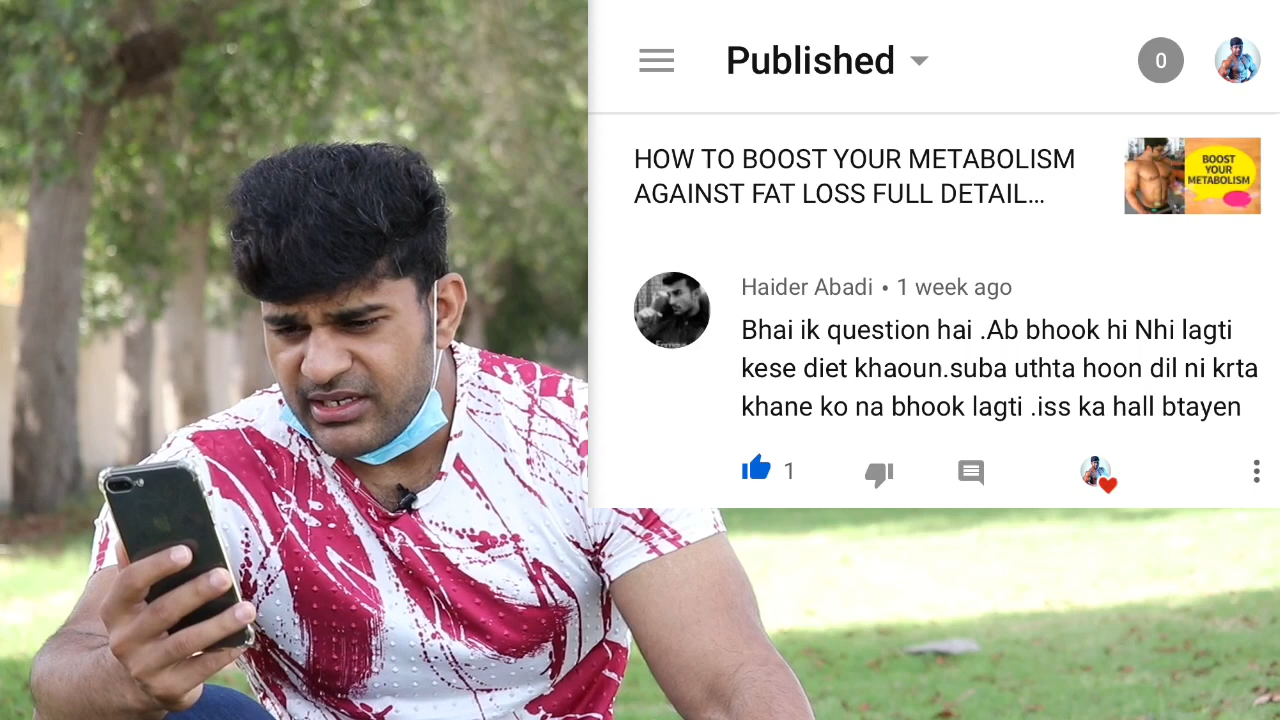 Published
0
HOW TO BOOST YOUR METABOLISM
AGAINST FAT LOSS FULL DETAIL…
BOOST
YOUR
METABOLISM
Haider Abadi • 1 week ago
Bhai ik question hai .Ab bhook hi Nhi lagti
kese diet khaoun.suba uthta hoon dil ni krta
khane ko na bhook lagti .iss ka hall btayen
1